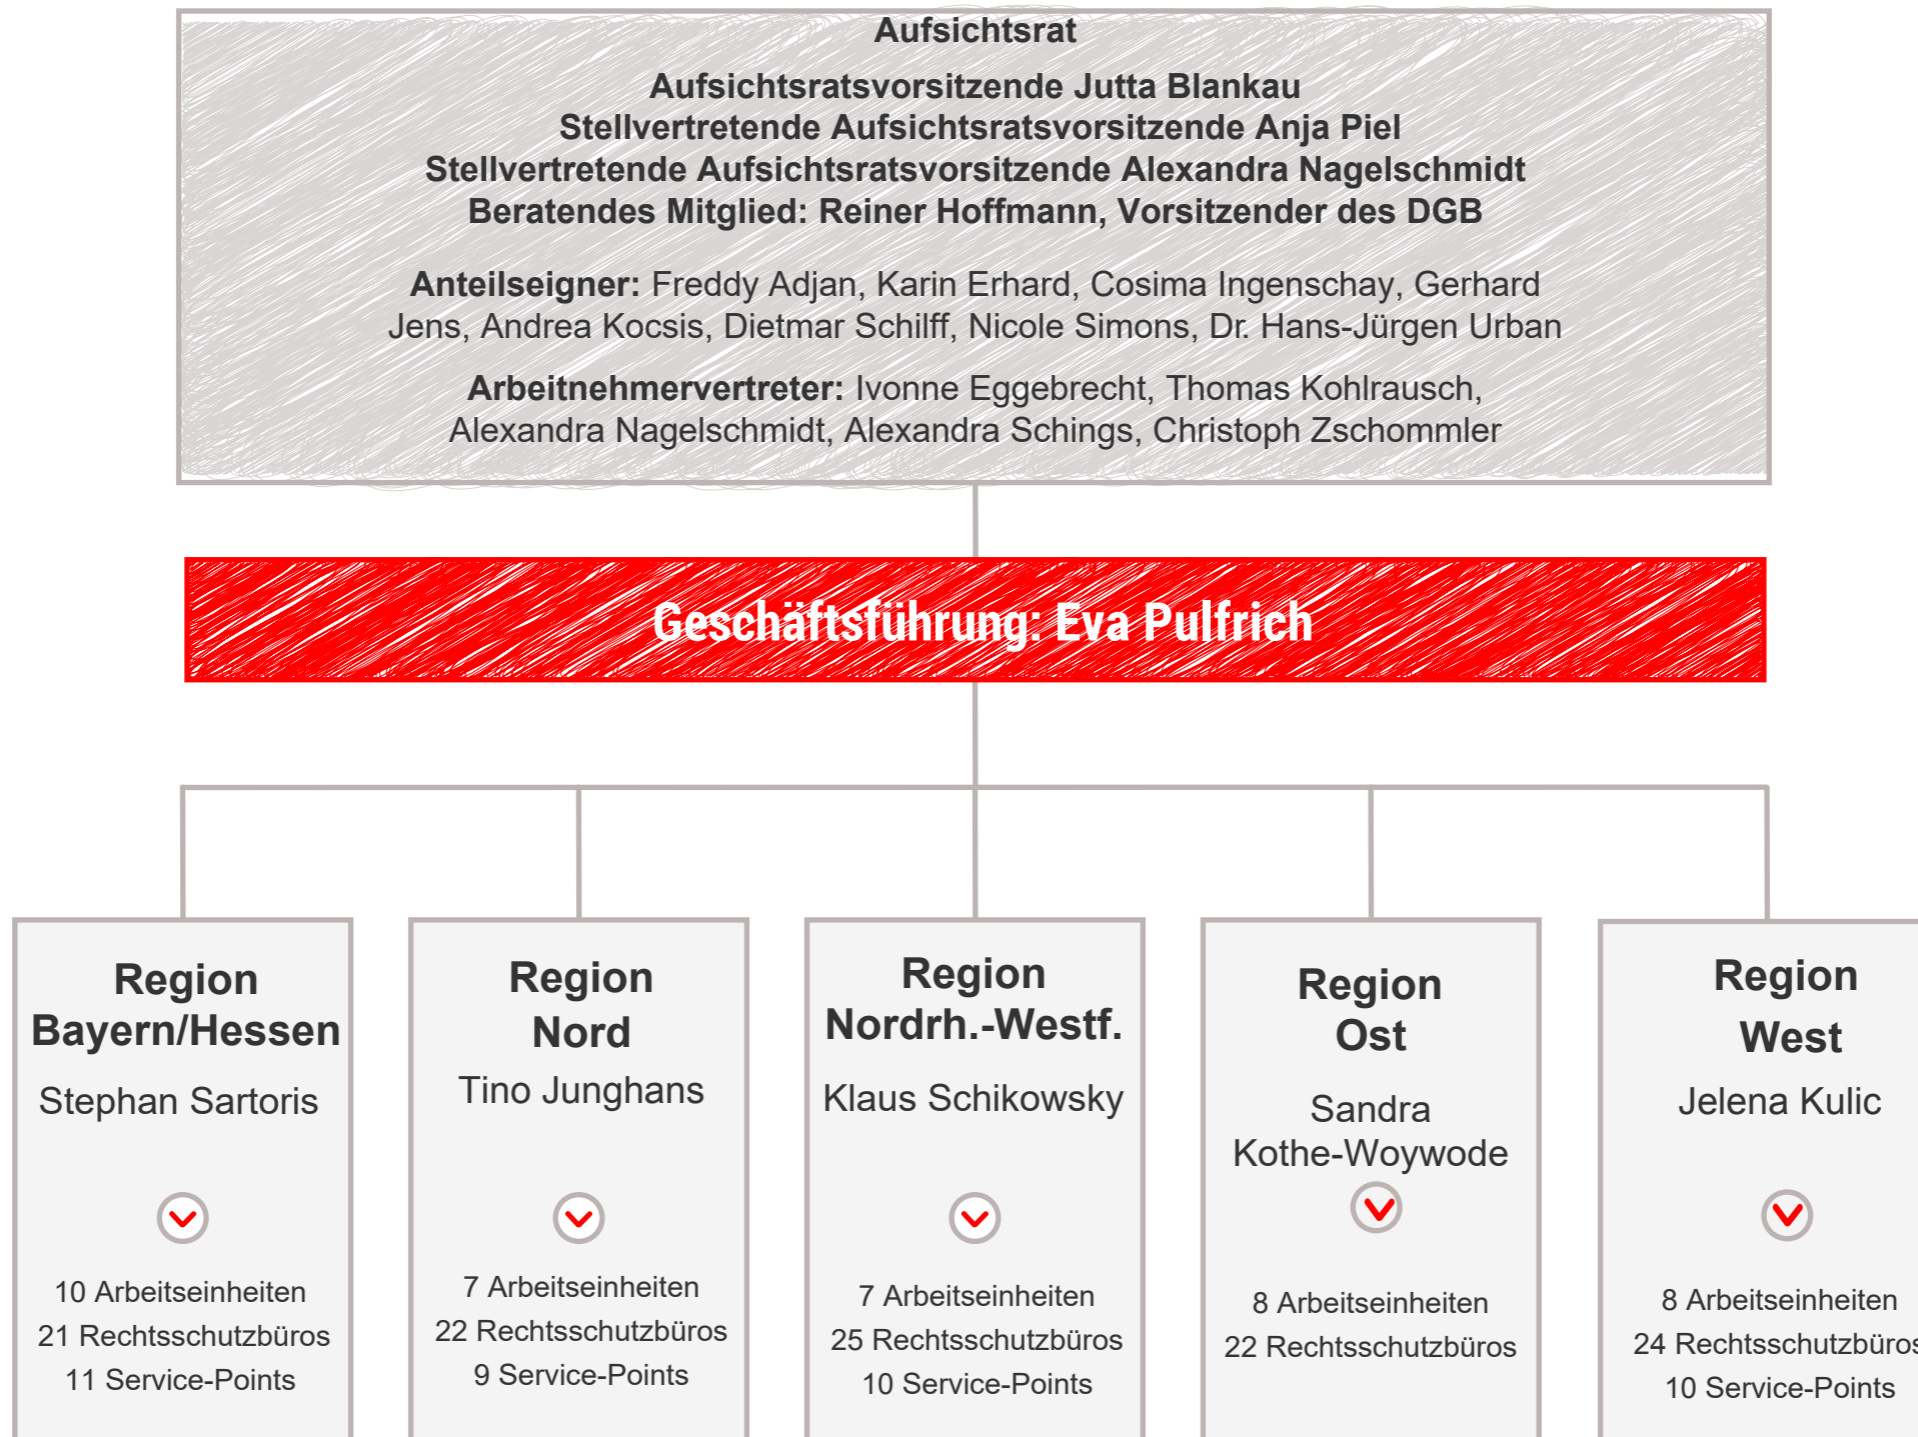 Aufsichtsrat
Aufsichtsratsvorsitzende Jutta Blankau
Stellvertretende Aufsichtsratsvorsitzende Anja Piel
Stellvertretende Aufsichtsratsvorsitzende Alexandra Nagelschmidt
Beratendes Mitglied: Reiner Hoffmann, Vorsitzender des DGB
Anteilseigner: Freddy Adjan, Karin Erhard, Cosima Ingenschay, Gerhard
Jens, Andrea Kocsis, Dietmar Schilff, Nicole Simons, Dr. Hans-Jürgen Urban
Arbeitnehmervertreter: Ivonne Eggebrecht, Thomas Kohlrausch,
Alexandra Nagelschmidt, Alexandra Schings, Christoph Zschommler
Geschäftsführung: Eva Pulfrich
Region
Bayern/Hessen
Stephan Sartoris
10 Arbeitseinheiten
21 Rechtsschutzbüros
11 Service-Points
Region
Nord
Tino Junghans
7 Arbeitseinheiten
22 Rechtsschutzbüros
9 Service-Points
Region
Nordrh.-Westf.
Klaus Schikowsky
7 Arbeitseinheiten
25 Rechtsschutzbüros
10 Service-Points
Region
Ost
Sandra
Kothe-Woywode
8 Arbeitseinheiten
22 Rechtsschutzbüros
Region
West
Jelena Kulic
8 Arbeitseinheiten
24 Rechtsschutzbüros
10 Service-Points